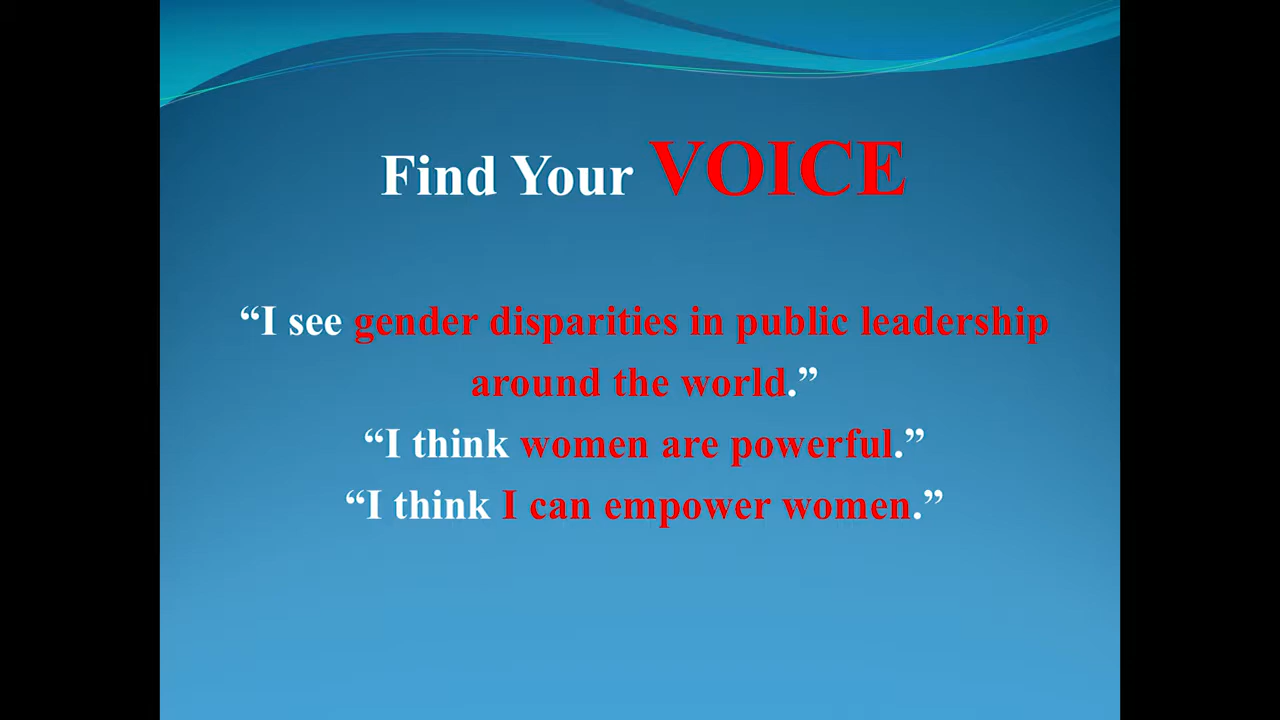 Find Your VOICE
“I see gender disparities in public leadership
around the world.”
“I think women are powerful.”
“I think I can empower women.”